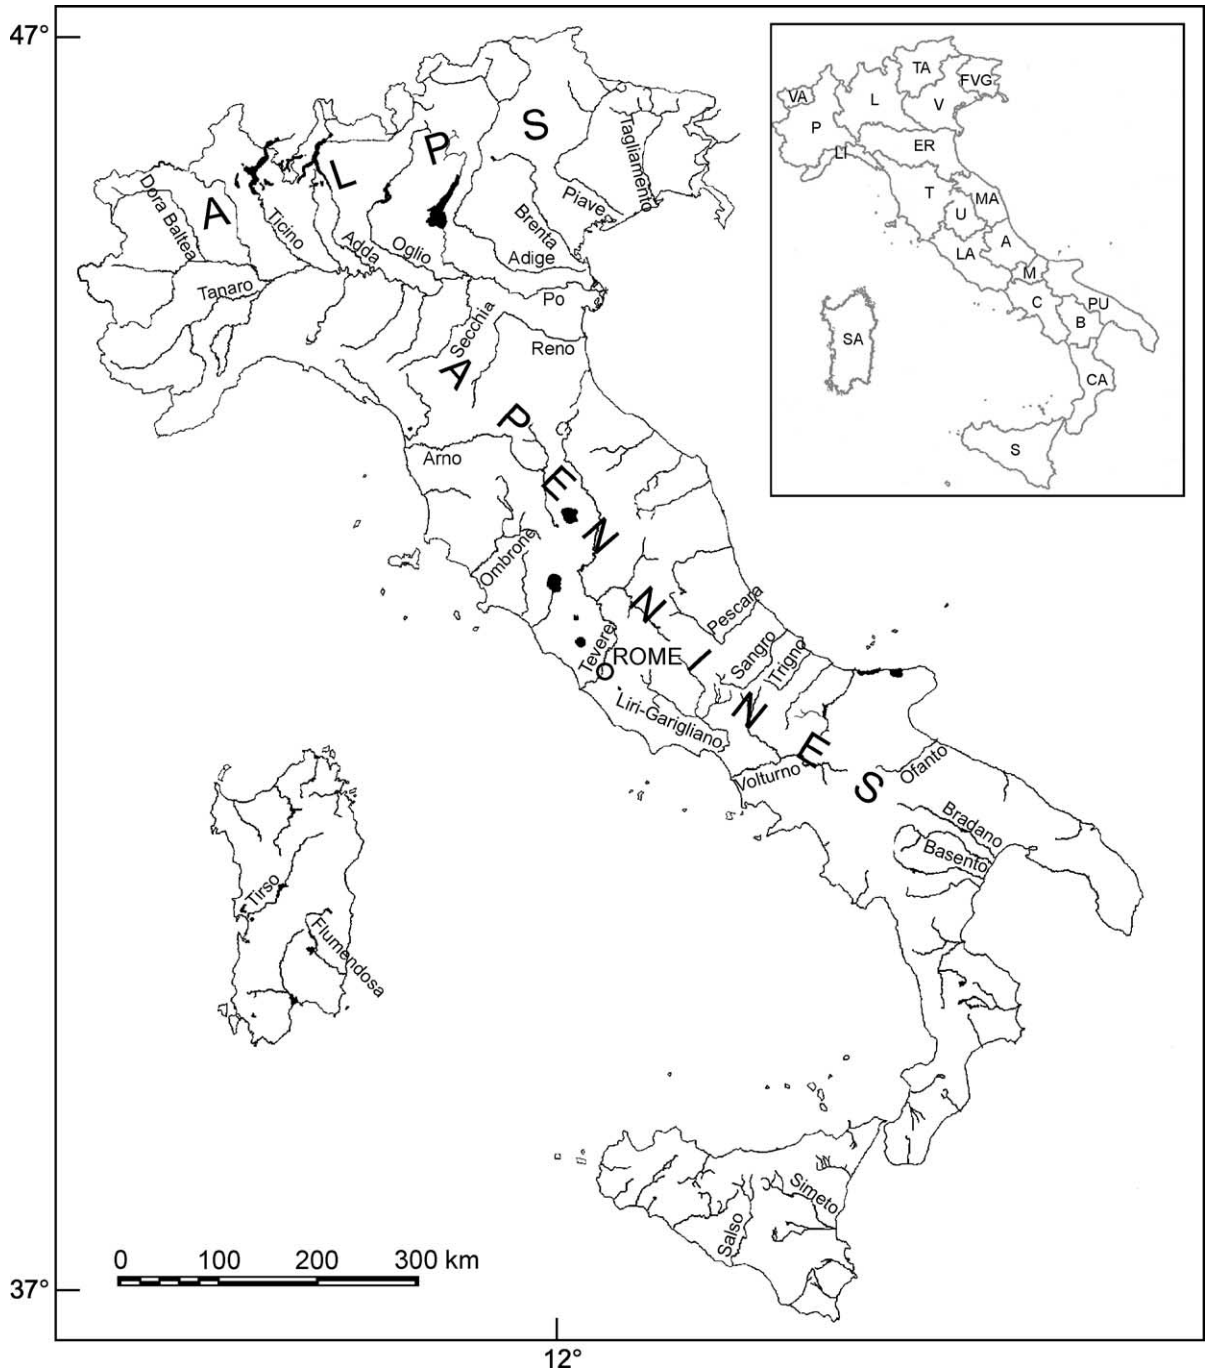 47°
TA
FVG
VA
L
V
P
LI
ER
T
MA
U
A
LA
M
C
PU
B
SA
CA
S
A L P S
Tagliamento
Piave
Dora Baltea
Ticino
Adda
Oglio
Brenta
Adige
Tanaro
Po
Secchia
Reno
A P E N N I N E S
Arno
Ombrone
Tevere
ROME
Pescara
Sangro
Trigno
Liri-Garigliano
Volturno
Ofanto
Bradano
Basento
Tirso
Flumendosa
Simeto
Salso
0 100 200 300 km
37°
12°